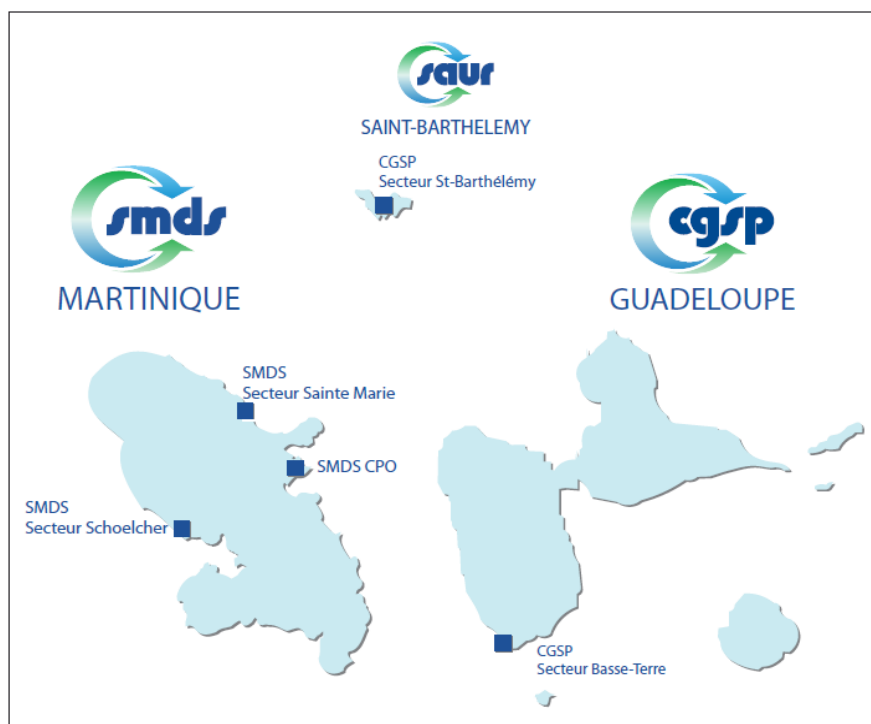 saur
SAINT-BARTHELEMY
CGSP
Secteur St-Barthélémy
smds
MARTINIQUE
cgsp
GUADELOUPE
SMDS
Secteur Sainte Marie
SMDS CPO
SMDS
Secteur Schoelcher
CGSP
Secteur Basse-Terre